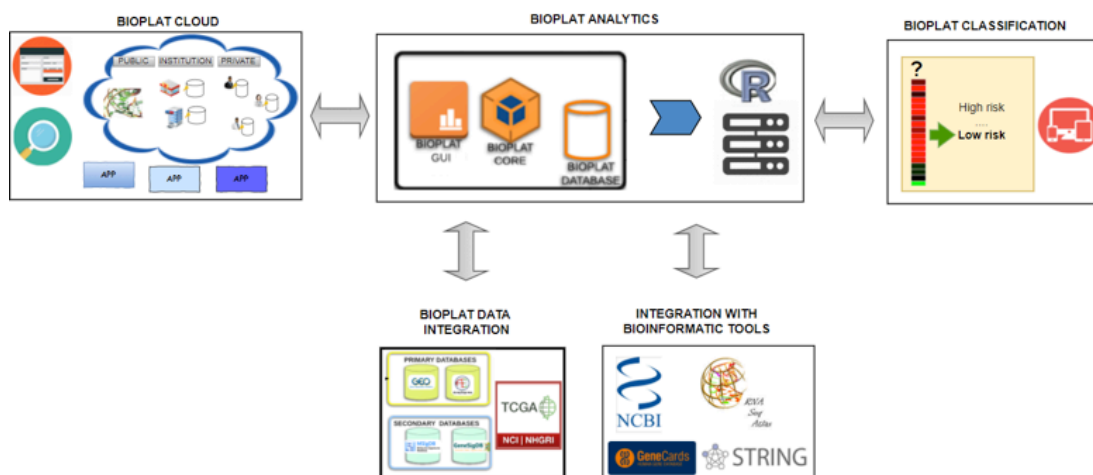 BIOPLAT CLOUD
PUBLIC
INSTITUTION
PRIVATE
APP
APP
APP
BIOPLAT ANALYTICS
BIOPLAT
GUI
BIOPLAT
CORE
BIOPLAT
DATABASE
R
BIOPLAT CLASSIFICATION
?
High risk
....
Low risk
BIOPLAT DATA
INTEGRATION
PRIMARY DATABASES
GEO
SECONDARY DATABASES
MSigDB
GeneSigDB
TCGA
NCI | NHGRI
INTEGRATION WITH
BIOINFORMATIC TOOLS
NCBI
RNA
Seq
Atlas
GeneCards
STRING